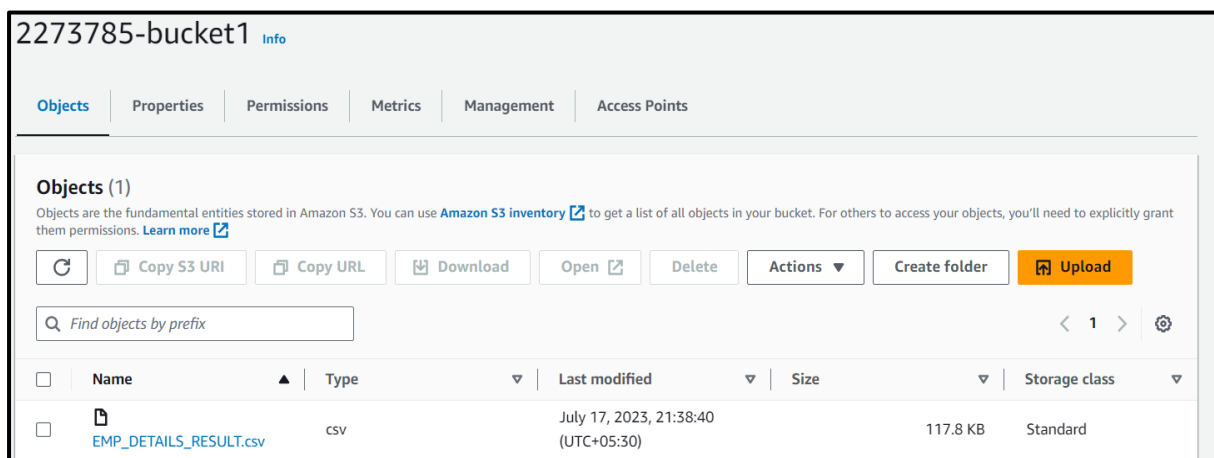 2273785-bucket1 Info
Objects Properties Permissions Metrics Management Access Points
Objects (1)
Objects are the fundamental entities stored in Amazon S3. You can use Amazon S3 inventory to get a list of all objects in your bucket. For others to access your objects, you'll need to explicitly grant
them permissions. Learn more
Copy S3 URI Copy URL Download Open Delete Actions Create folder Upload
Find objects by prefix 1
Name Type Last modified Size Storage class
EMP_DETAILS_RESULT.csv csv July 17, 2023, 21:38:40 117.8 KB Standard
(UTC+05:30)